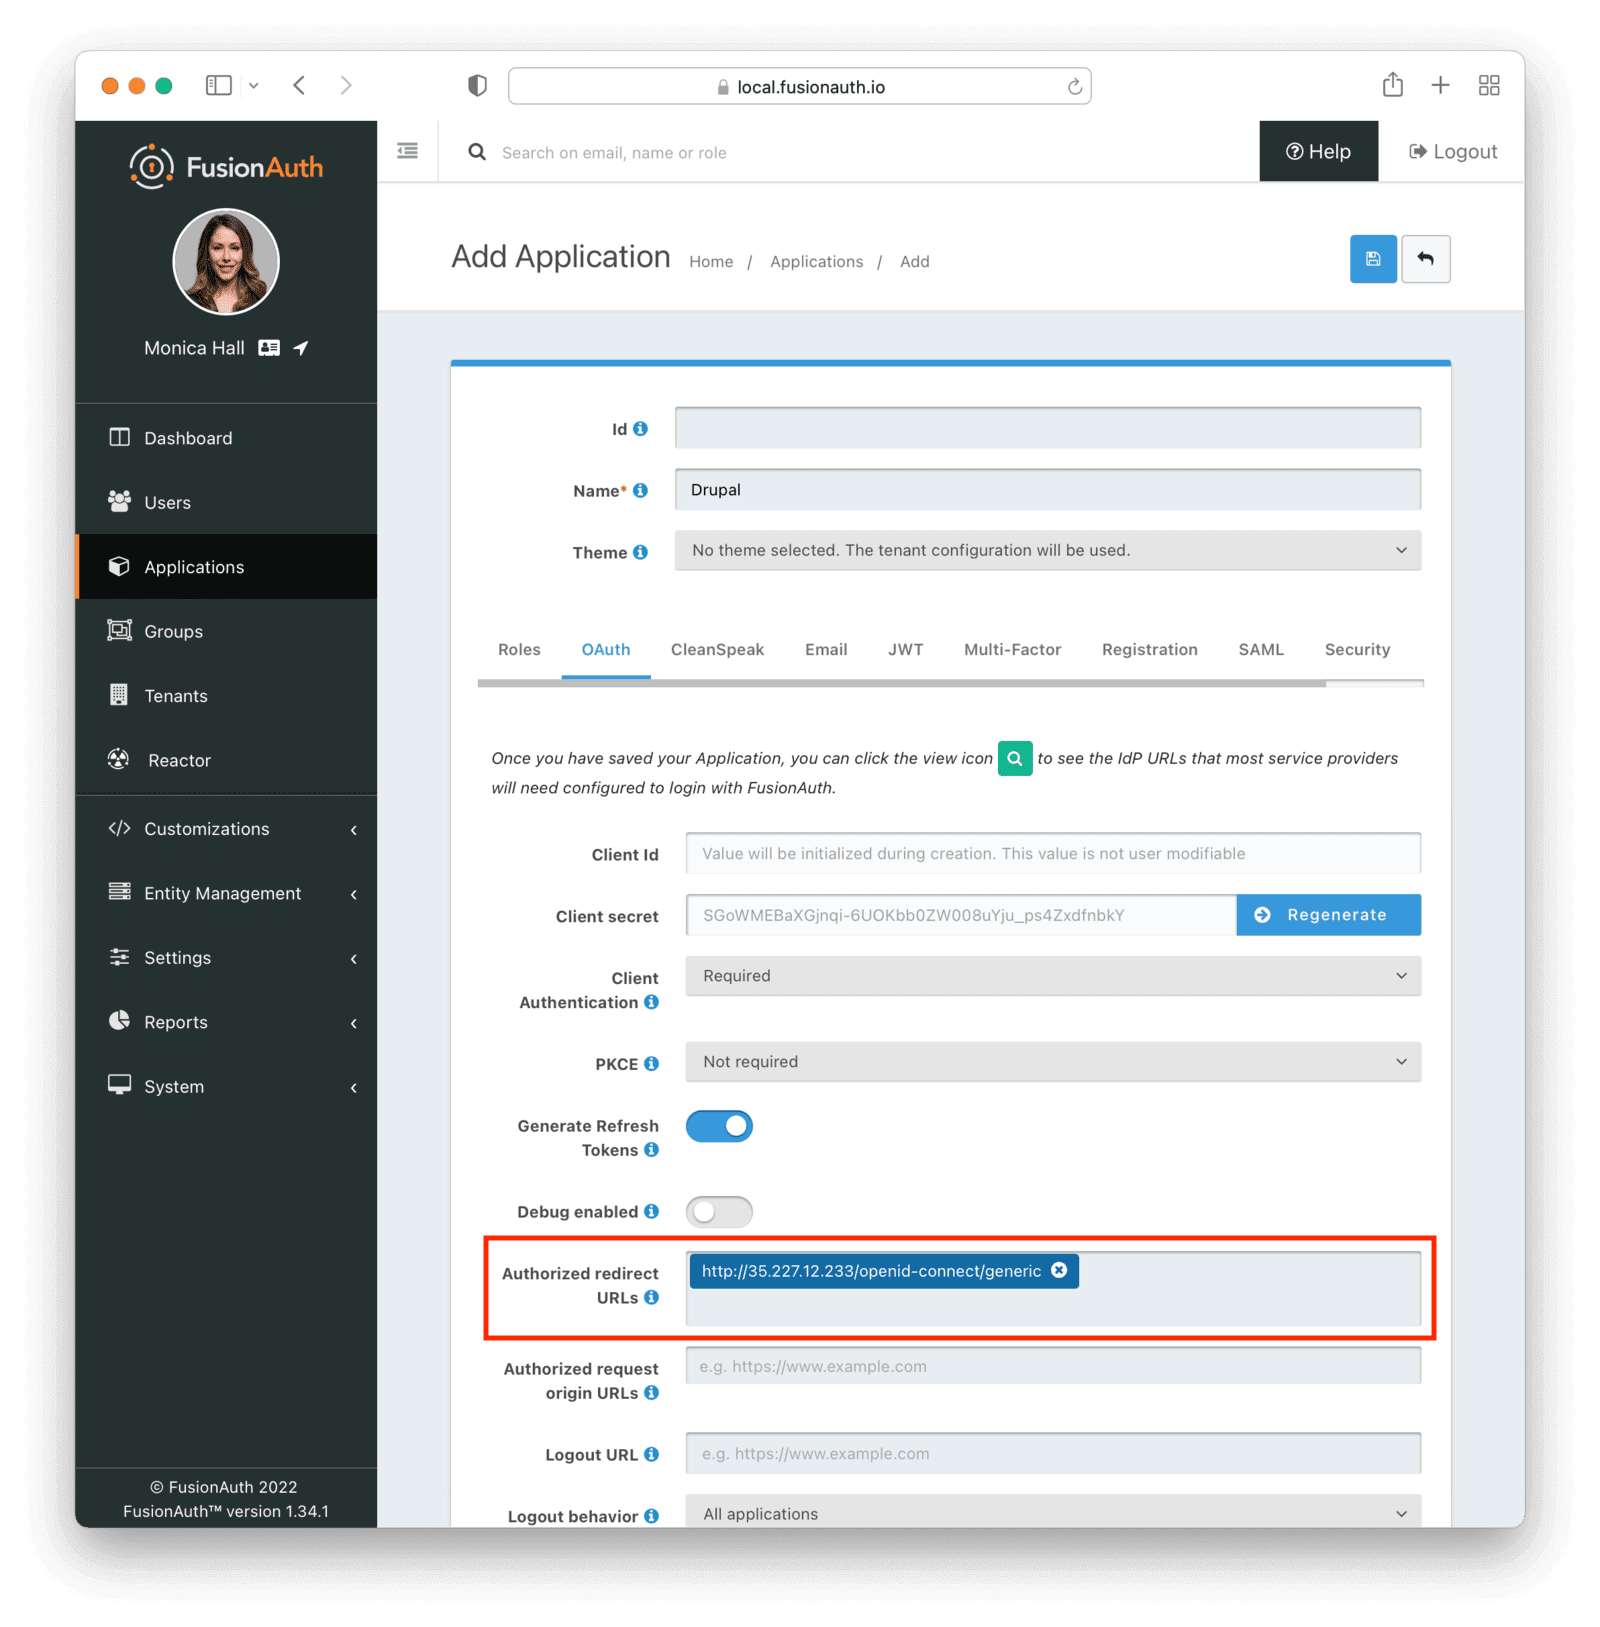 local.fusionauth.io
FusionAuth
Search on email, name or role
Help
Logout
Monica Hall
Dashboard
Users
Applications
Groups
Tenants
Reactor
Customizations
Entity Management
Settings
Reports
System
© FusionAuth 2022
FusionAuth™ version 1.34.1
Add Application
Home / Applications / Add
Id
Name*
Drupal
Theme
No theme selected. The tenant configuration will be used.
Roles
OAuth
CleanSpeak
Email
JWT
Multi-Factor
Registration
SAML
Security
Once you have saved your Application, you can click the view icon to see the IdP URLs that most service providers
will need configured to login with FusionAuth.
Client Id
Value will be initialized during creation. This value is not user modifiable
Client secret
SGoWMEBaXGjnqi-6UOKbb0ZW008uYju_ps4ZxdfnbkY
Regenerate
Client
Authentication
Required
PKCE
Not required
Generate Refresh
Tokens
Debug enabled
Authorized redirect
URLs
http://35.227.12.233/openid-connect/generic
Authorized request
origin URLs
e.g. https://www.example.com
Logout URL
e.g. https://www.example.com
Logout behavior
All applications